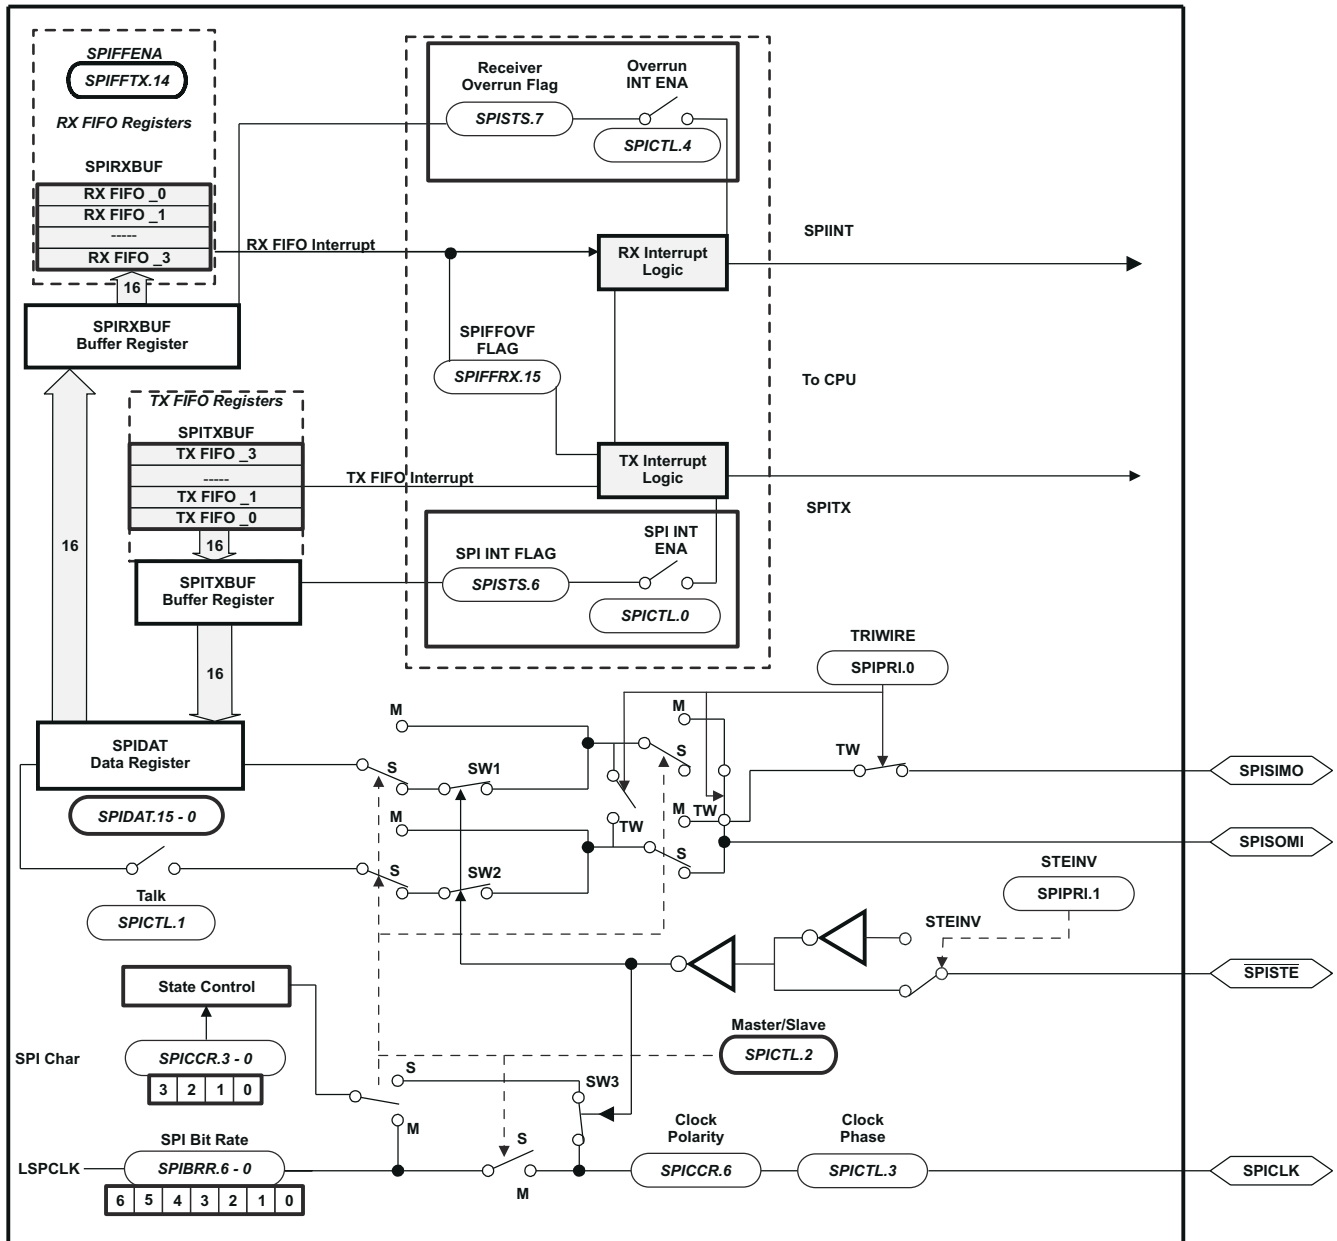 SPIFFENA
SPIFFTX.14
RX FIFO Registers
SPIRXBUF
RX FIFO _0
RX FIFO _1
-----
RX FIFO _3
16
SPIRXBUF
Buffer Register
RX FIFO Interrupt
Receiver
Overrun Flag
SPISTS.7
Overrun
INT ENA
SPICTL.4
RX Interrupt
Logic
SPIINT
SPIFFOVF
FLAG
SPIFFRX.15
To CPU
TX FIFO Registers
SPITXBUF
TX FIFO _3
-----
TX FIFO _1
TX FIFO _0
16
16
TX FIFO Interrupt
TX Interrupt
Logic
SPITX
SPITXBUF
Buffer Register
SPI INT FLAG
SPISTS.6
SPI INT
ENA
SPICTL.0
16
TRIWIRE
SPIPRI.0
SPIDAT
Data Register
SPIDAT.15 - 0
M
S
SW1
M
S
SW2
TW
M
S
M
TW
S
TW
SPISIMO
SPISOMI
Talk
SPICTL.1
STEINV
SPIPRI.1
STEINV
SPISTE
State Control
SPI Char
SPICCR.3 - 0
3 2 1 0
Master/Slave
SPICTL.2
S
M
SW3
S
M
LSPCLK
SPI Bit Rate
SPIBRR.6 - 0
6 5 4 3 2 1 0
Clock
Polarity
SPICCR.6
Clock
Phase
SPICTL.3
SPICLK